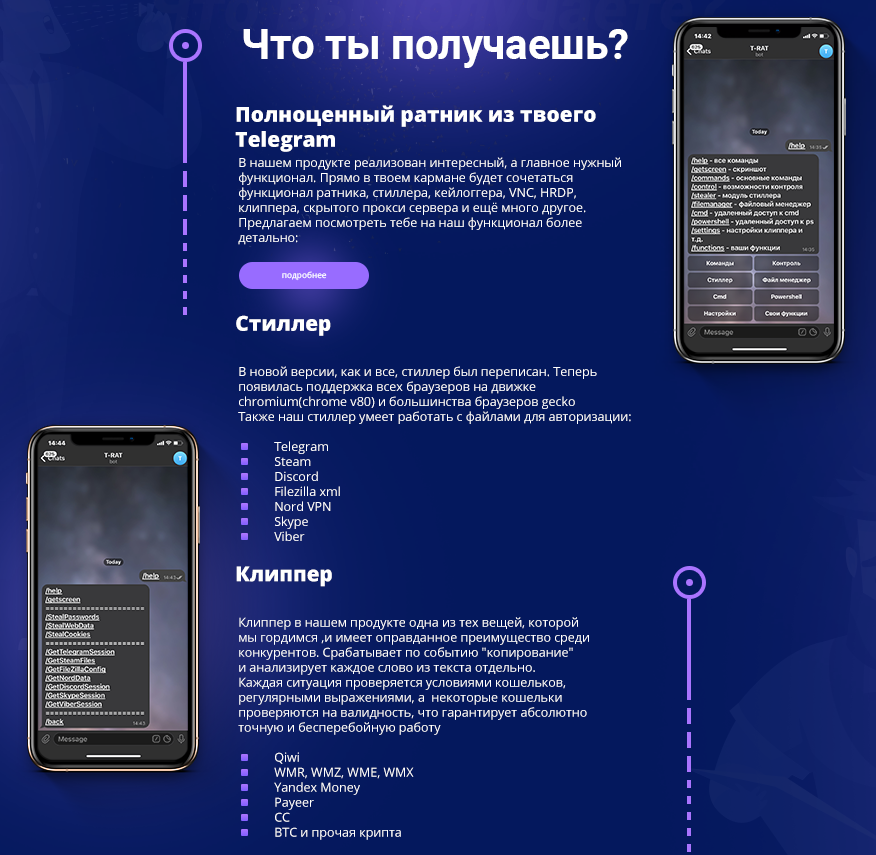 Что ты получаешь?
Полноценный ратник из твоего
Telegram
В нашем продукте реализован интересный, а главное нужный
функционал. Прямо в твоем кармане будет сочетаться
функционал ратника, стиллера, кейлоггера, VNC, HRDP,
клиппера, скрытого прокси сервера и ещё много другое.
Предлагаем посмотреть тебе на наш функционал более
детально:
подробнее
14:42
Chats
T-RAT
bot
T
Today
/help 14:35
/help - все команды
/getscreen - скриншот
/commands - основные команды
/control - возможности контроля
/stealer - модуль стиллера
/filemanager - файловый менеджер
/cmd - удаленный доступ к cmd
/powershell - удаленный доступ к ps
/settings - настройки клиппера и
т.д.
/functions - ваши функции 14:35
Команды Контроль
Стиллер Файл менеджер
Cmd Powershell
Настройки Свои функции
Message
Стиллер
В новой версии, как и все, стиллер был переписан. Теперь
появилась поддержка всех браузеров на движке
chromium(chrome v80) и большинства браузеров gecko
Также наш стиллер умеет работать с файлами для авторизации:
Telegram
Steam
Discord
Filezilla xml
Nord VPN
Skype
Viber
14:44
Chats
T-RAT
bot
T
Today
/help 14:43
/help
/getscreen
======================
/StealPasswords
/StealWebData
/StealCookies
======================
/GetTelegramSession
/GetSteamFiles
/GetFileZillaConfig
/GetNordData
/GetDiscordSession
/GetSkypeSession
/GetViberSession
======================
/back 14:43
Message
Клиппер
Клиппер в нашем продукте одна из тех вещей, которой
мы гордимся ,и имеет оправданное преимущество среди
конкурентов. Срабатывает по событию "копирование"
и анализирует каждое слово из текста отдельно.
Каждая ситуация проверяется условиями кошельков,
регулярными выражениями, а некоторые кошельки
проверяются на валидность, что гарантирует абсолютно
точную и бесперебойную работу
Qiwi
WMR, WMZ, WME, WMX
Yandex Money
Payeer
CC
BTC и прочая крипта